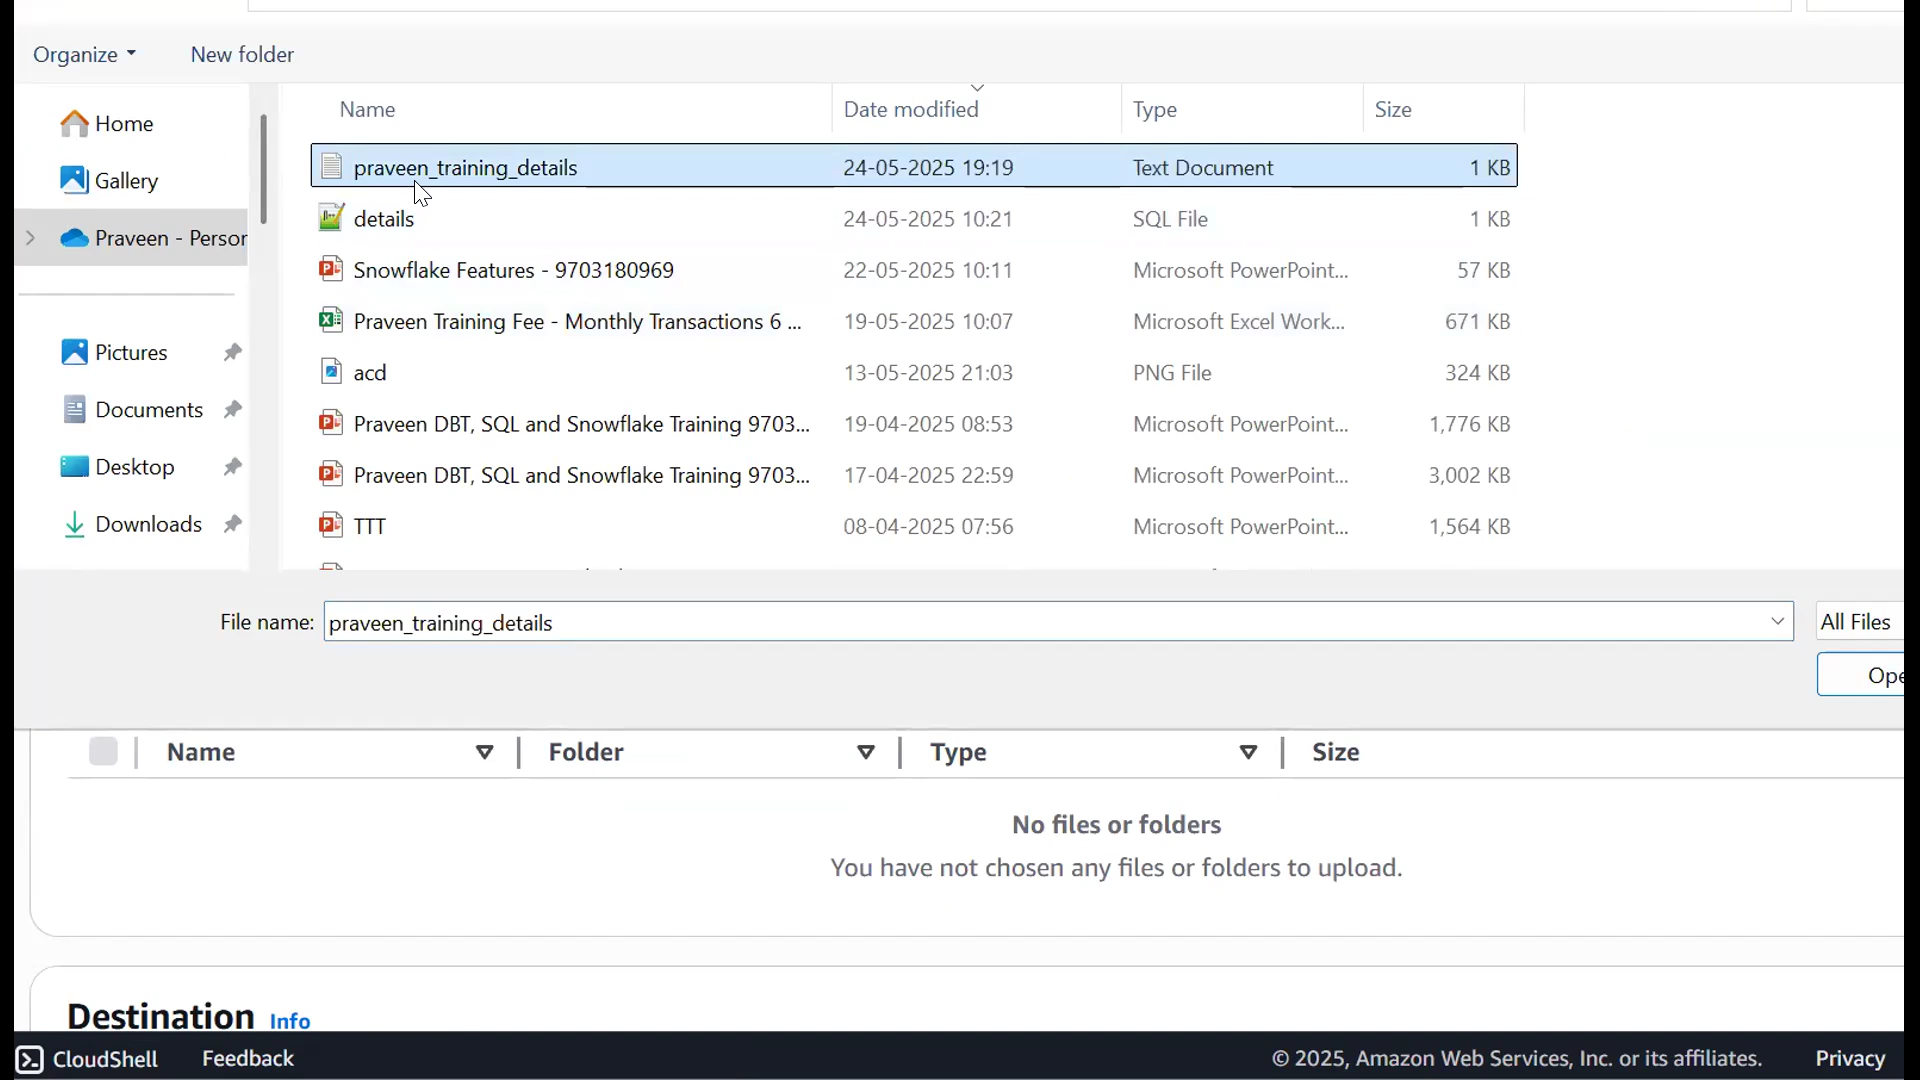 Organize New folder
Name Date modified Type Size
Home
Gallery
Praveen - Person
praveen_training_details 24-05-2025 19:19 Text Document 1 KB
details 24-05-2025 10:21 SQL File 1 KB
Snowflake Features - 9703180969 22-05-2025 10:11 Microsoft PowerPoint... 57 KB
Praveen Training Fee - Monthly Transactions 6 ... 19-05-2025 10:07 Microsoft Excel Work... 671 KB
Pictures
acd 13-05-2025 21:03 PNG File 324 KB
Documents
Praveen DBT, SQL and Snowflake Training 9703... 19-04-2025 08:53 Microsoft PowerPoint... 1,776 KB
Desktop
Praveen DBT, SQL and Snowflake Training 9703... 17-04-2025 22:59 Microsoft PowerPoint... 3,002 KB
Downloads
TTT 08-04-2025 07:56 Microsoft PowerPoint... 1,564 KB
File name: praveen_training_details All Files
Ope
Name Folder Type Size
No files or folders
You have not chosen any files or folders to upload.
Destination Info
CloudShell Feedback © 2025, Amazon Web Services, Inc. or its affiliates. Privacy